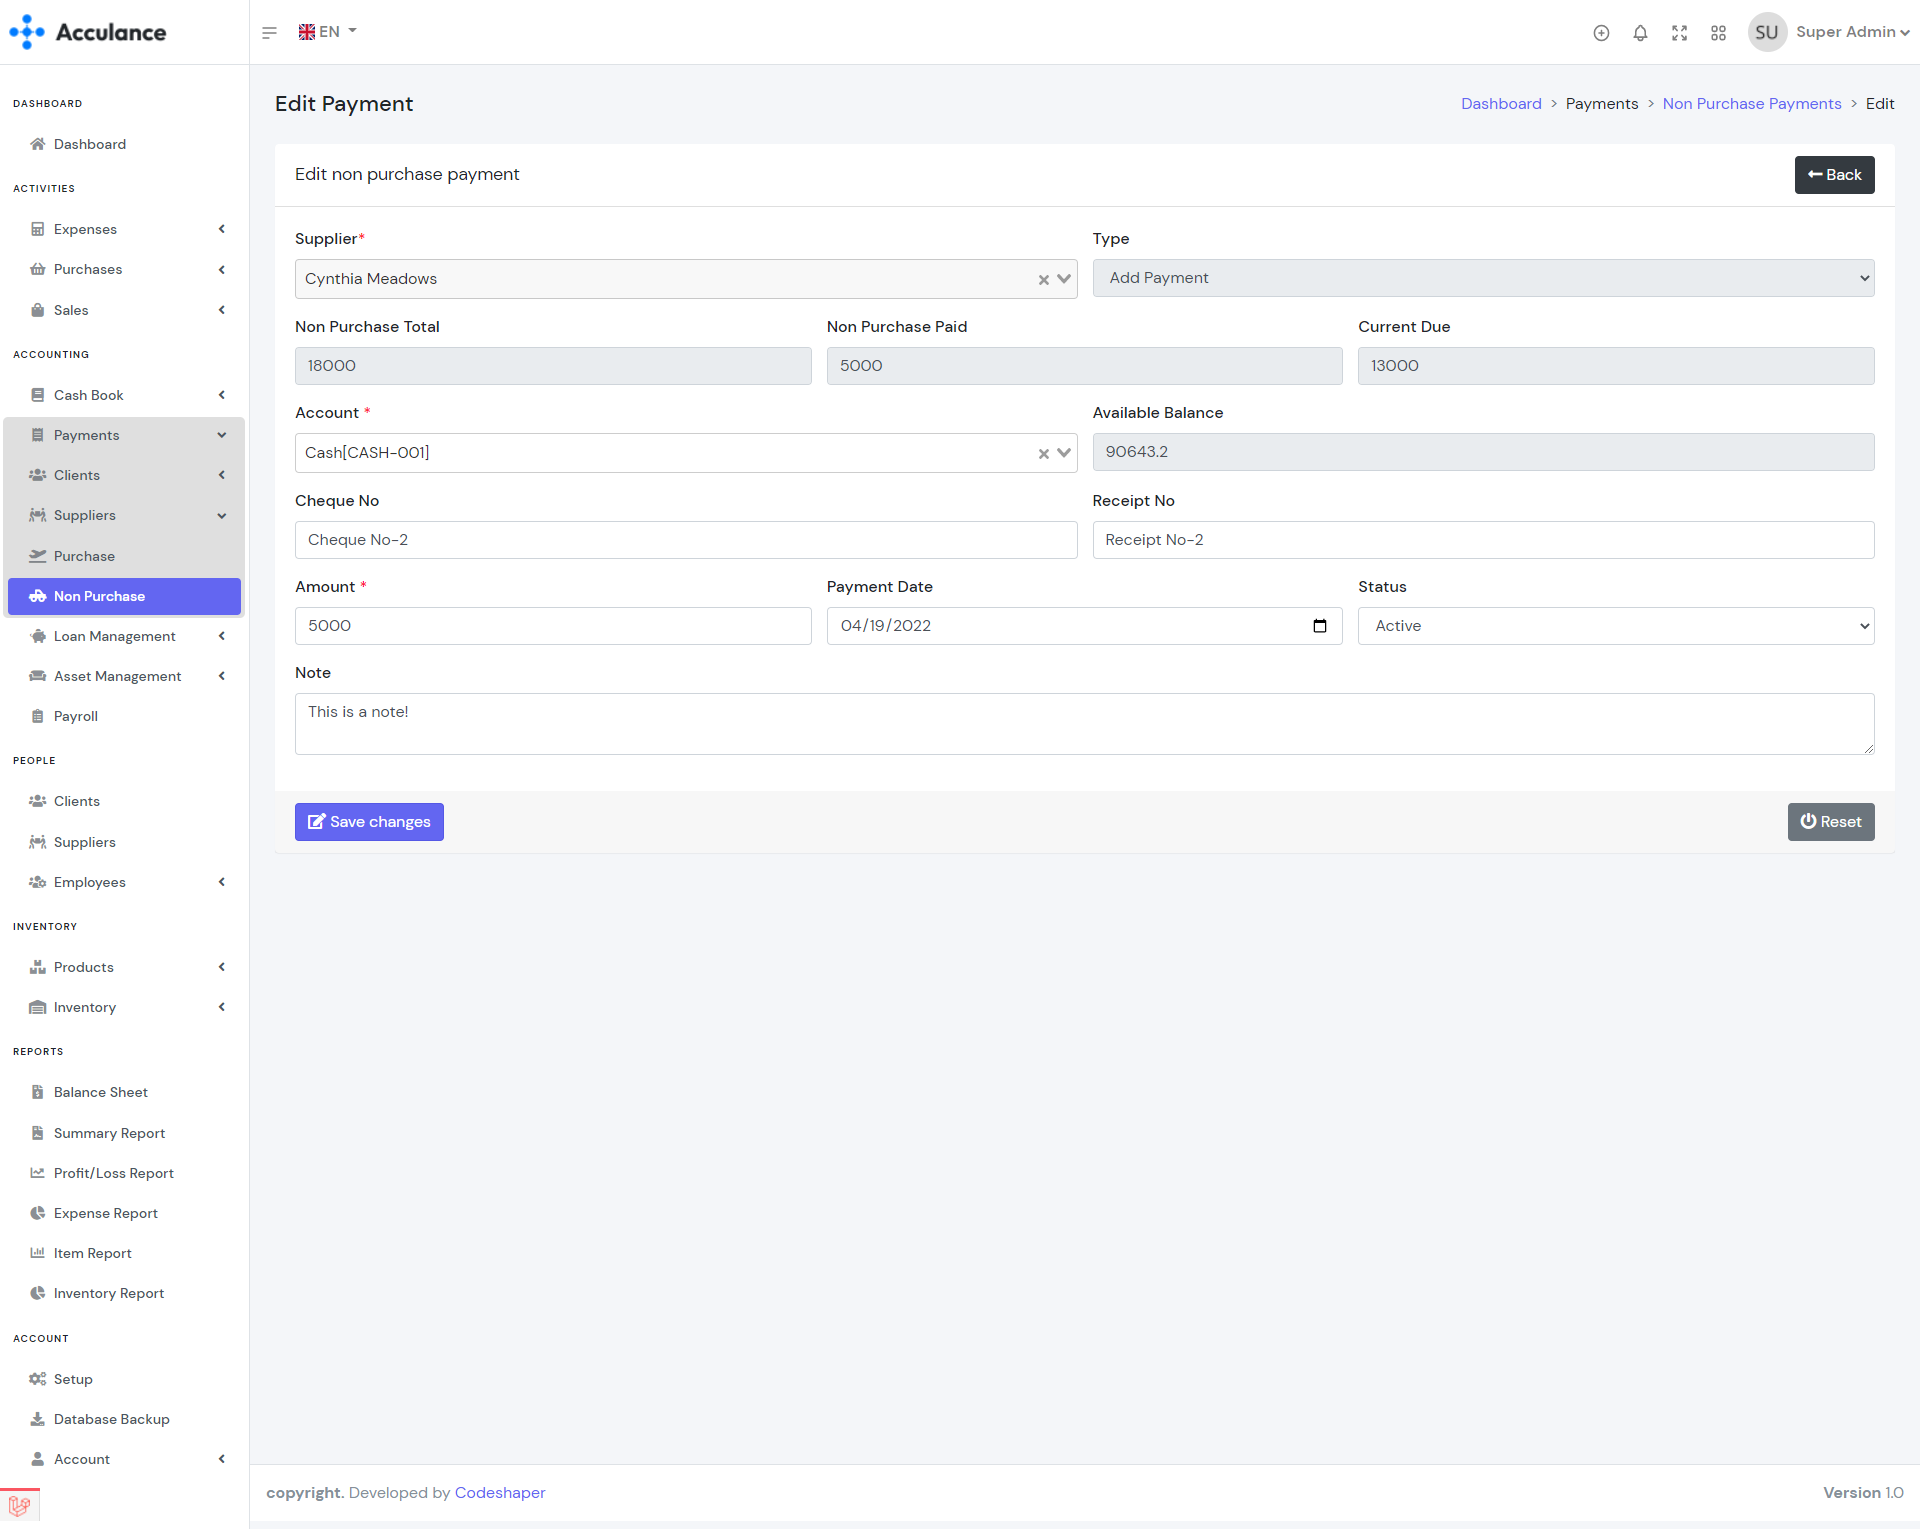 Acculance
EN
SU Super Admin
DASHBOARD
Dashboard
ACTIVITIES
Expenses
Purchases
Sales
ACCOUNTING
Cash Book
Payments
Clients
Suppliers
Purchase
Non Purchase
Loan Management
Asset Management
Payroll
PEOPLE
Clients
Suppliers
Employees
INVENTORY
Products
Inventory
REPORTS
Balance Sheet
Summary Report
Profit/Loss Report
Expense Report
Item Report
Inventory Report
ACCOUNT
Setup
Database Backup
Account
Edit Payment
Dashboard > Payments > Non Purchase Payments > Edit
Edit non purchase payment
Back
Supplier* Type
Cynthia Meadows Add Payment
Non Purchase Total Non Purchase Paid Current Due
18000 5000 13000
Account * Available Balance
Cash[CASH-001] 90643.2
Cheque No Receipt No
Cheque No-2 Receipt No-2
Amount * Payment Date Status
5000 04/19/2022 Active
Note
This is a note!
Save changes Reset
copyright. Developed by Codeshaper Version 1.0